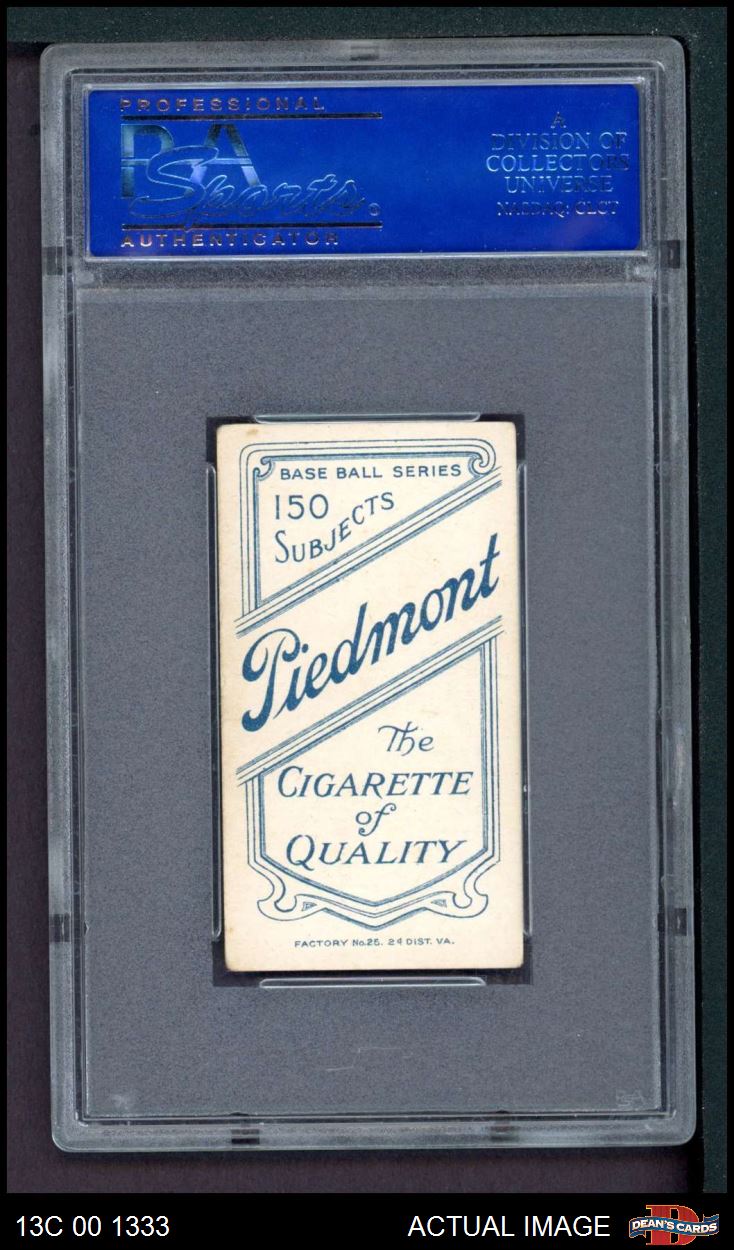 PROFESSIONAL
PSA
Sports
AUTHENTICATOR
A
DIVISION OF
COLLECTORS
UNIVERSE
NASDAQ: CLCT
BASE BALL SERIES
150
SUBJECTS
Piedmont
The
CIGARETTE
of
QUALITY
FACTORY No. 25. 2d DIST. VA.
PSA
13C 00 1333
ACTUAL IMAGE
DEAN'S CARDS